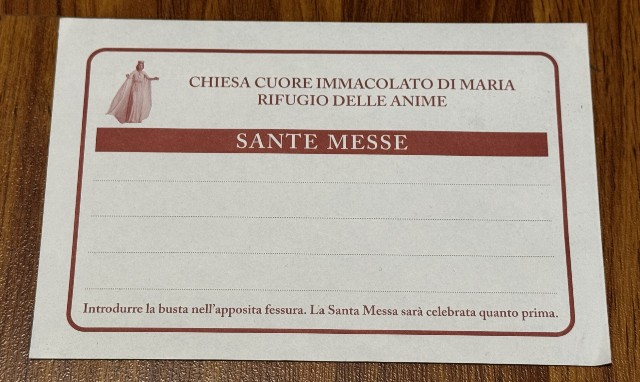 CHIESA CUORE IMMACOLATO DI MARIA
RIFUGIO DELLE ANIME
SANTE MESSE
Introdurre la busta nell'apposita fessura. La Santa Messa sarà celebrata quanto prima.